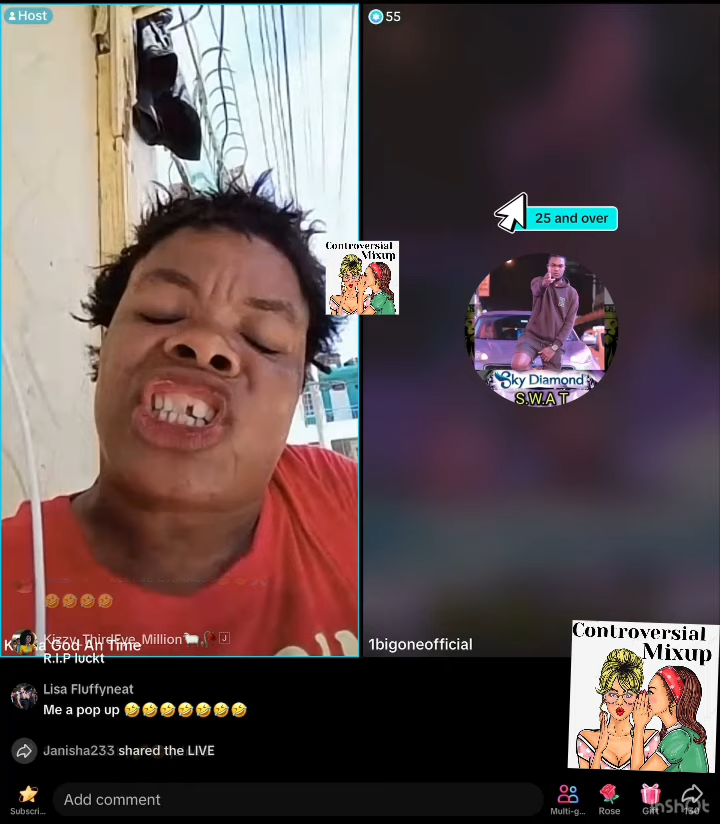 Host
55
25 and over
Controversial
Mixup
Sky Diamond
S.W.A.T
Kizzy_ThirdEye_Million
God An Time
1bigoneofficial
R.I.P luckt
Controversial
Mixup
Lisa Fluffyneat
Me a pop up 🤣🤣🤣🤣🤣🤣🤣
Janisha233 shared the LIVE
Add comment
Subscri...
Multi-g...
Rose
Gift
InShot